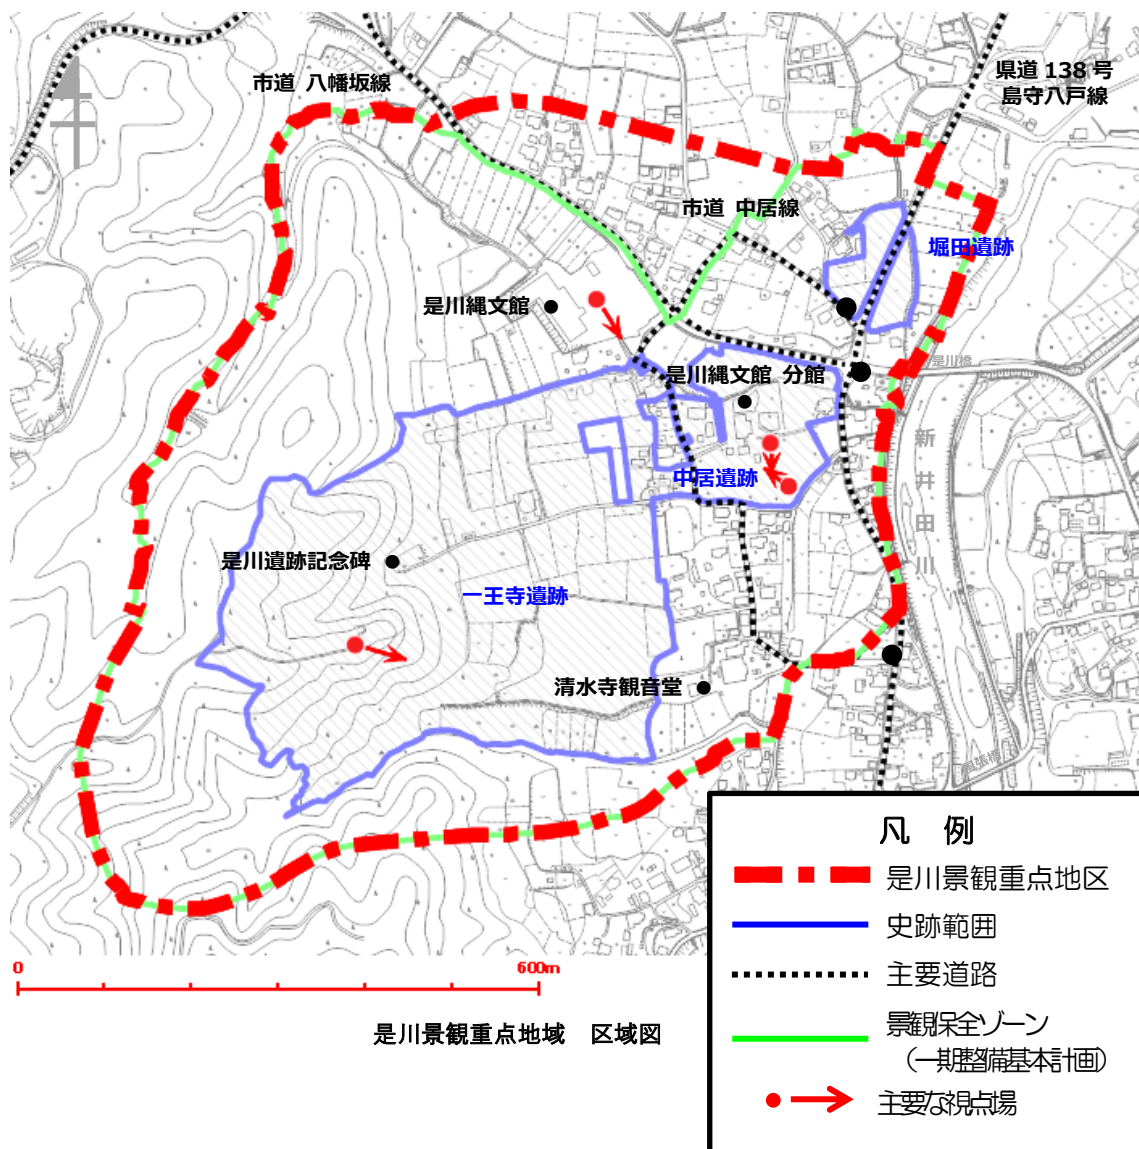 市道 八幡坂線
県道 138 号
島守八戸線
市道 中居線
堀田遺跡
是川縄文館
是川橋
是川縄文館 分館
新井田川
中居遺跡
是川遺跡記念碑
一王寺遺跡
清水寺観音堂
風張橋
凡 例
是川景観重点地区
史跡範囲
主要道路
景観保全ゾーン
（一期整備基本計画）
主要な視点場
0 600m
是川景観重点地域 区域図